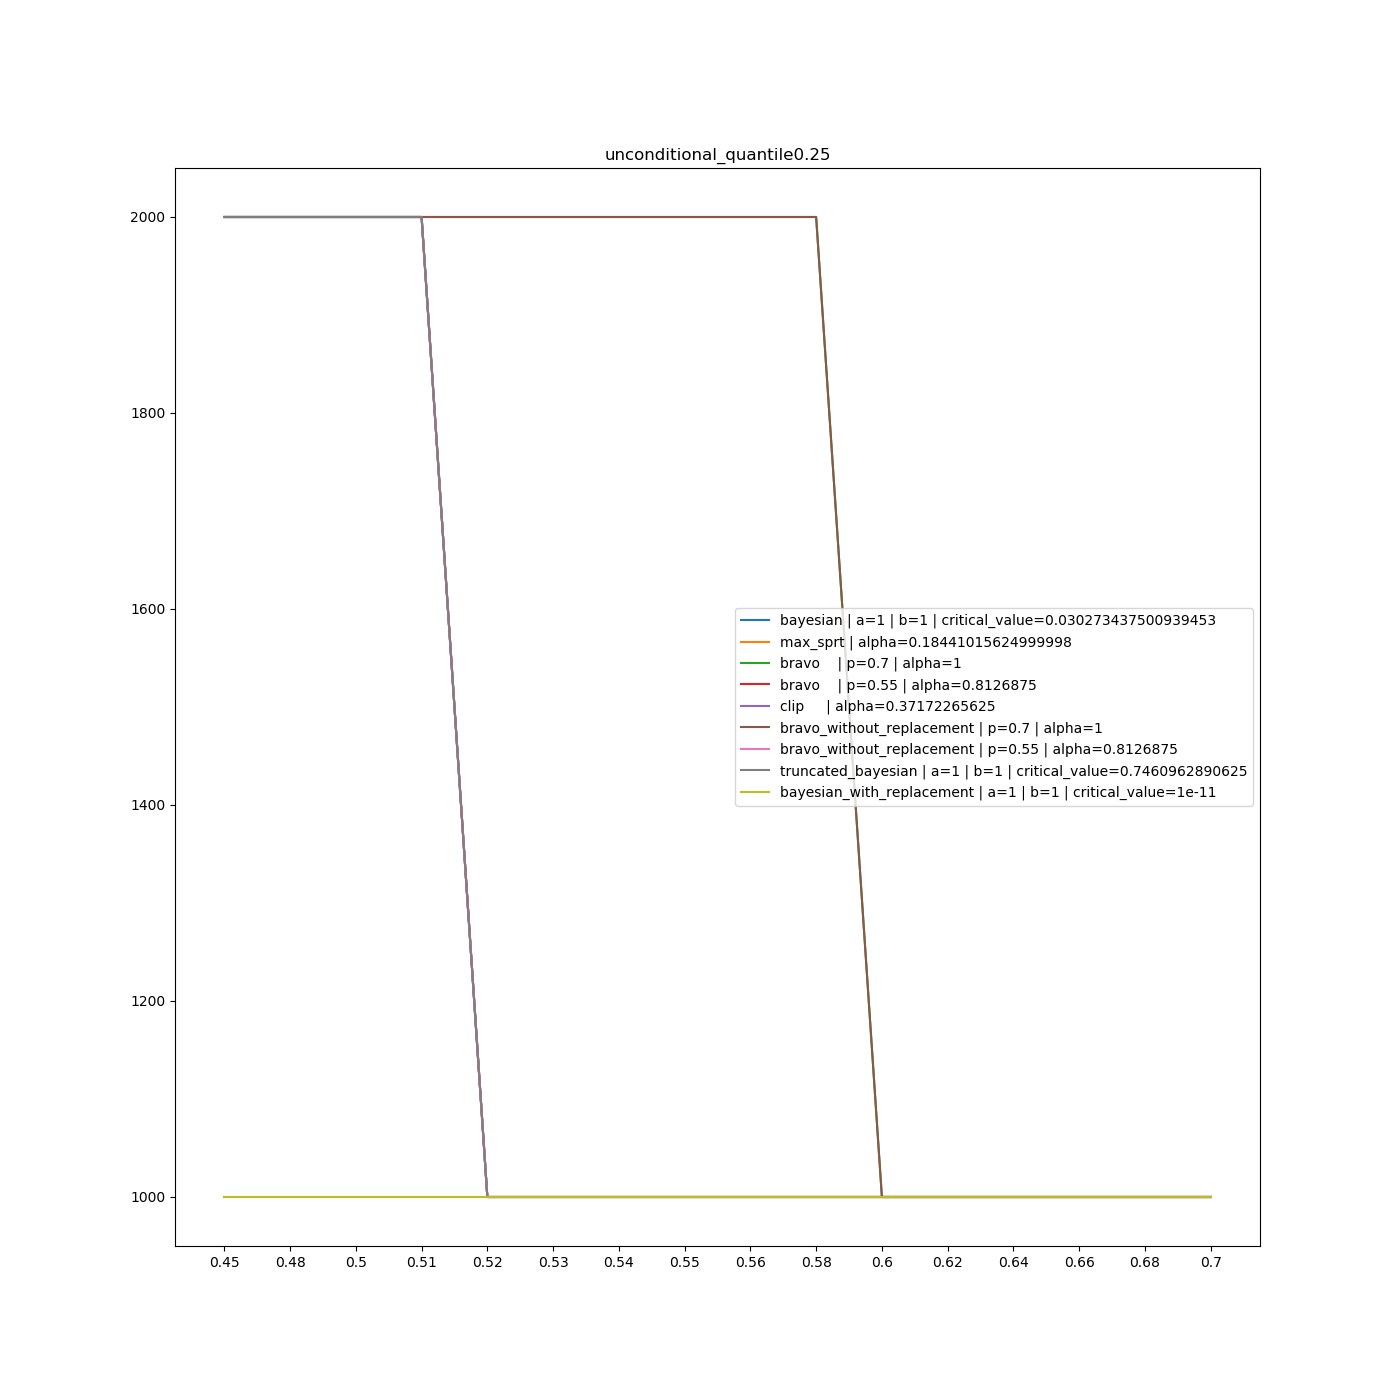 unconditional_quantile0.25
2000
1800
1600
1400
1200
1000
bayesian | a=1 | b=1 | critical_value=0.030273437500939453
max_sprt | alpha=0.18441015624999998
bravo | p=0.7 | alpha=1
bravo | p=0.55 | alpha=0.8126875
clip | alpha=0.37172265625
bravo_without_replacement | p=0.7 | alpha=1
bravo_without_replacement | p=0.55 | alpha=0.8126875
truncated_bayesian | a=1 | b=1 | critical_value=0.7460962890625
bayesian_with_replacement | a=1 | b=1 | critical_value=1e-11
0.45 0.48 0.5 0.51 0.52 0.53 0.54 0.55 0.56 0.58 0.6 0.62 0.64 0.66 0.68 0.7